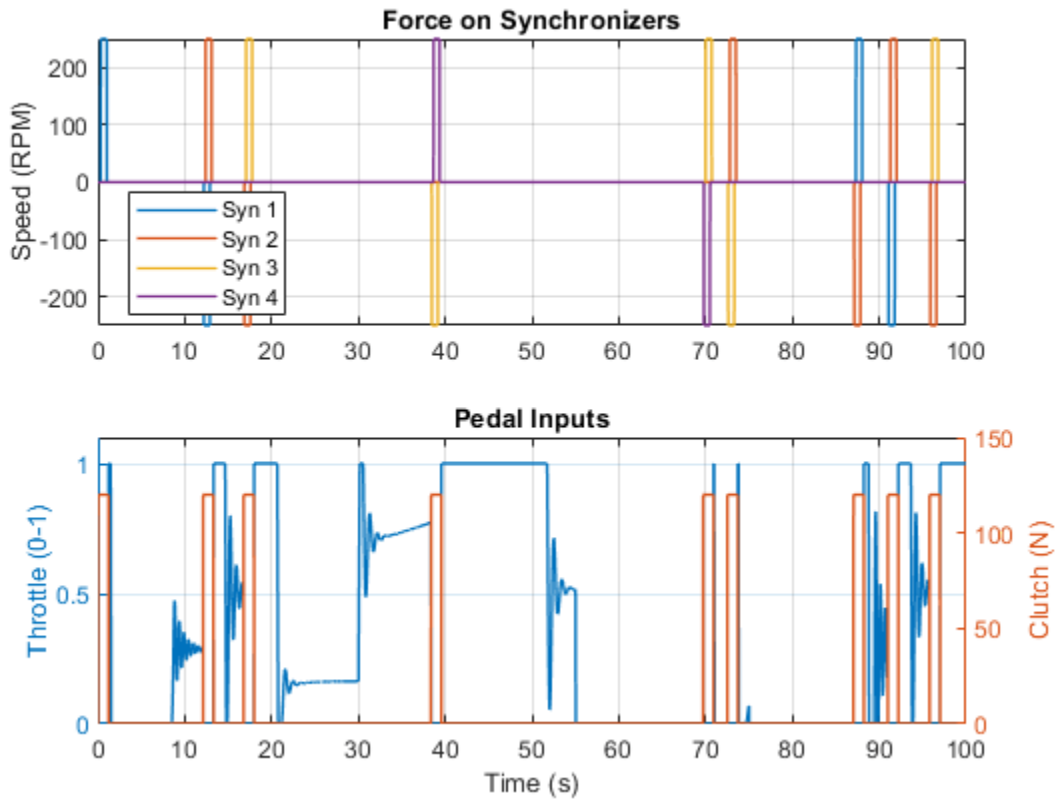 Force on Synchronizers
Speed (RPM)
200
100
0
-100
-200
Syn 1
Syn 2
Syn 3
Syn 4
0 10 20 30 40 50 60 70 80 90 100
Pedal Inputs
Throttle (0-1)
1
0.5
0
150
100
50
0
Clutch (N)
0 10 20 30 40 50 60 70 80 90 100
Time (s)